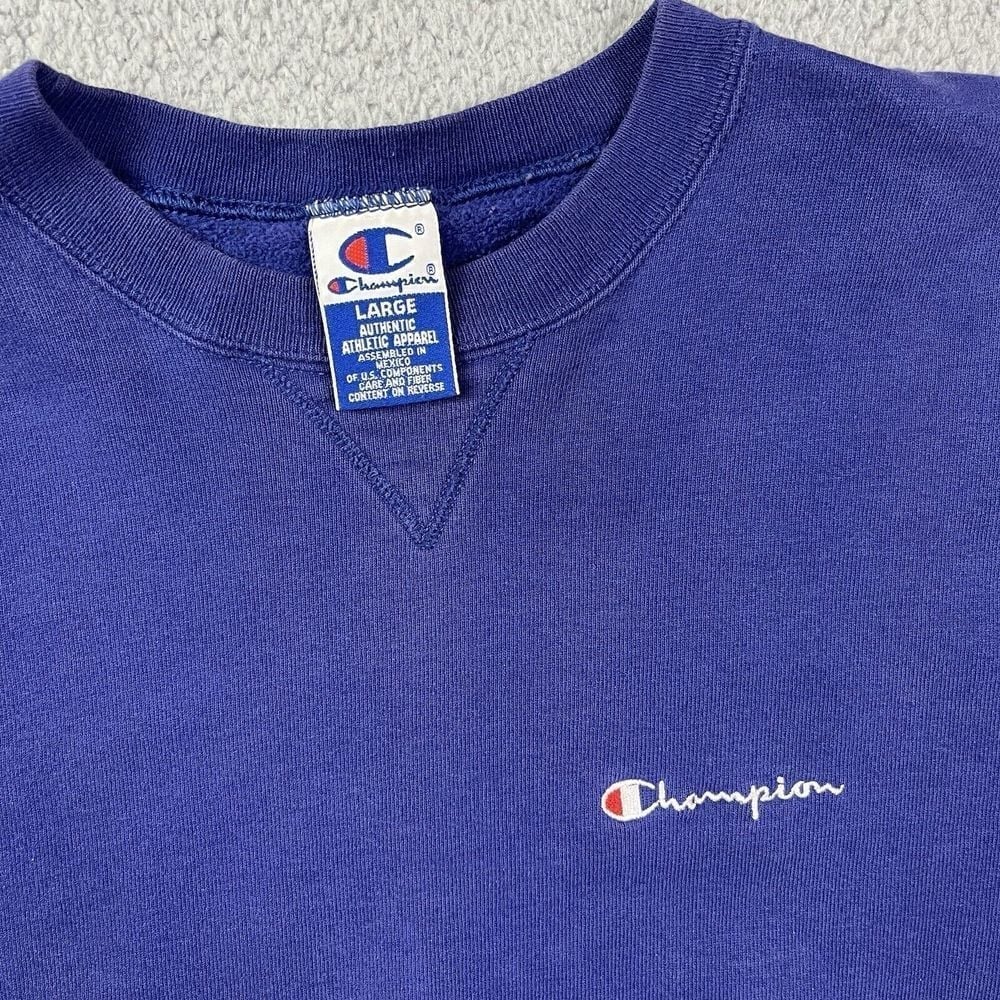 C®
Champion®
LARGE
AUTHENTIC
ATHLETIC APPAREL
ASSEMBLED IN
MEXICO
OF U.S. COMPONENTS
CARE AND FIBER
CONTENT ON REVERSE
Champion